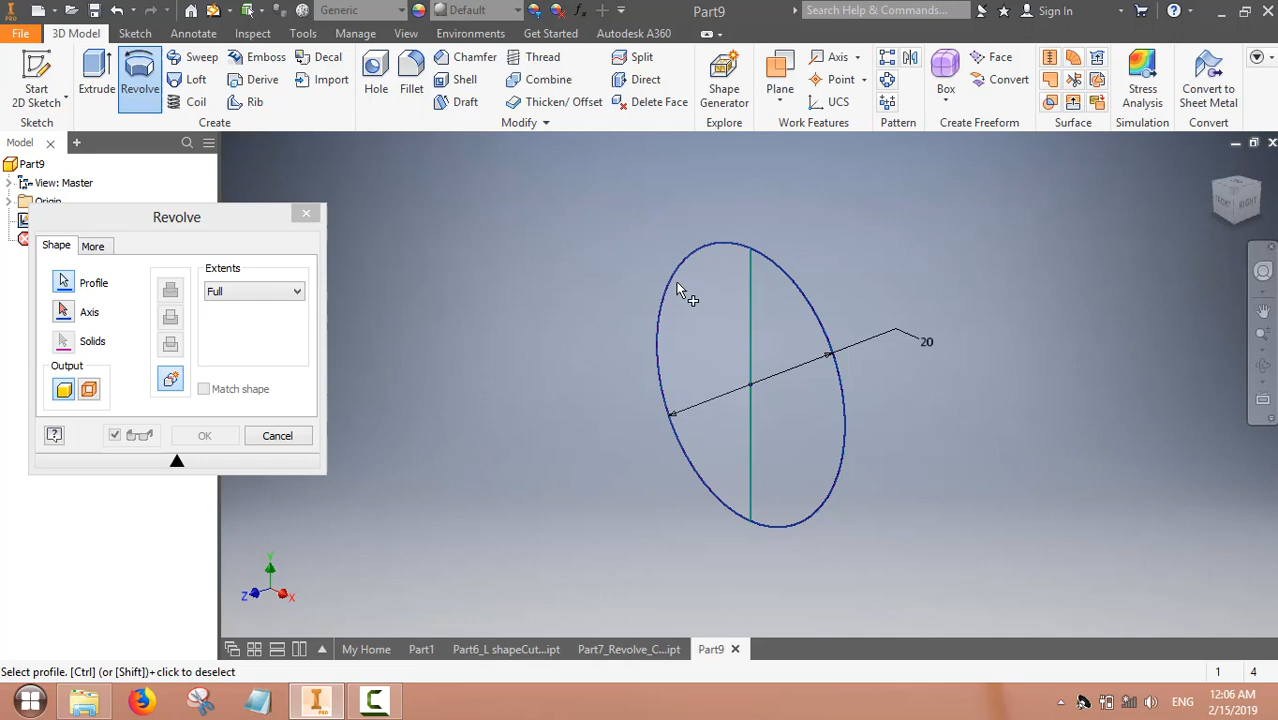 PRO
Generic
Default
Part9
Search Help & Commands...
Sign In
File
3D Model
Sketch
Annotate
Inspect
Tools
Manage
View
Environments
Get Started
Autodesk A360
Start
2D Sketch
Extrude
Revolve
Sweep
Loft
Coil
Emboss
Derive
Rib
Decal
Import
Hole
Fillet
Chamfer
Shell
Draft
Thread
Combine
Thicken/ Offset
Split
Direct
Delete Face
Shape
Generator
Plane
Axis
Point
UCS
Box
Face
Convert
Stress
Analysis
Convert to
Sheet Metal
Sketch
Create
Modify
Explore
Work Features
Pattern
Create Freeform
Surface
Simulation
Convert
Model
Part9
View: Master
Origin
Revolve
Shape
More
Profile
Axis
Solids
Output
Extents
Full
Match shape
OK
Cancel
20
FRONT
RIGHT
Y
Z
X
My Home
Part1
Part6_L shapeCut...ipt
Part7_Revolve_C...ipt
Part9
Select profile. [Ctrl] (or [Shift])+click to deselect
1
4
ENG
12:06 AM
2/15/2019